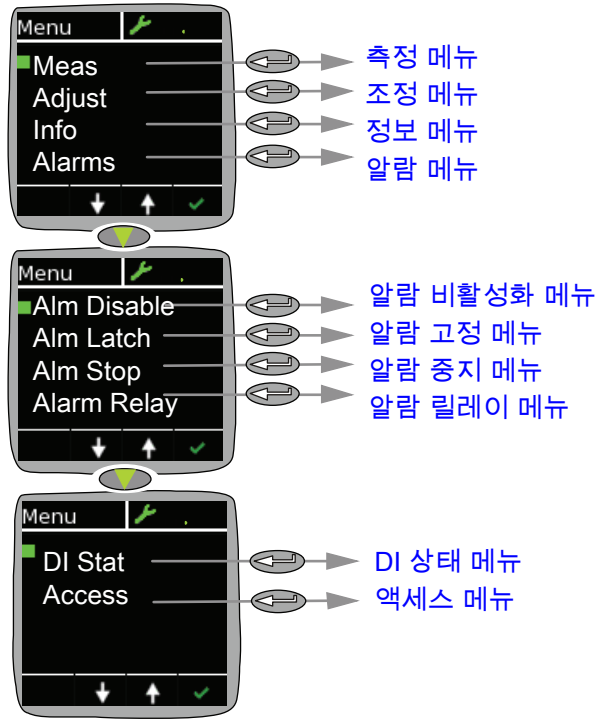 Menu
Meas 측정 메뉴
Adjust 조정 메뉴
Info 정보 메뉴
Alarms 알람 메뉴
Menu
Alm Disable 알람 비활성화 메뉴
Alm Latch 알람 고정 메뉴
Alm Stop 알람 중지 메뉴
Alarm Relay 알람 릴레이 메뉴
Menu
DI Stat DI 상태 메뉴
Access 액세스 메뉴